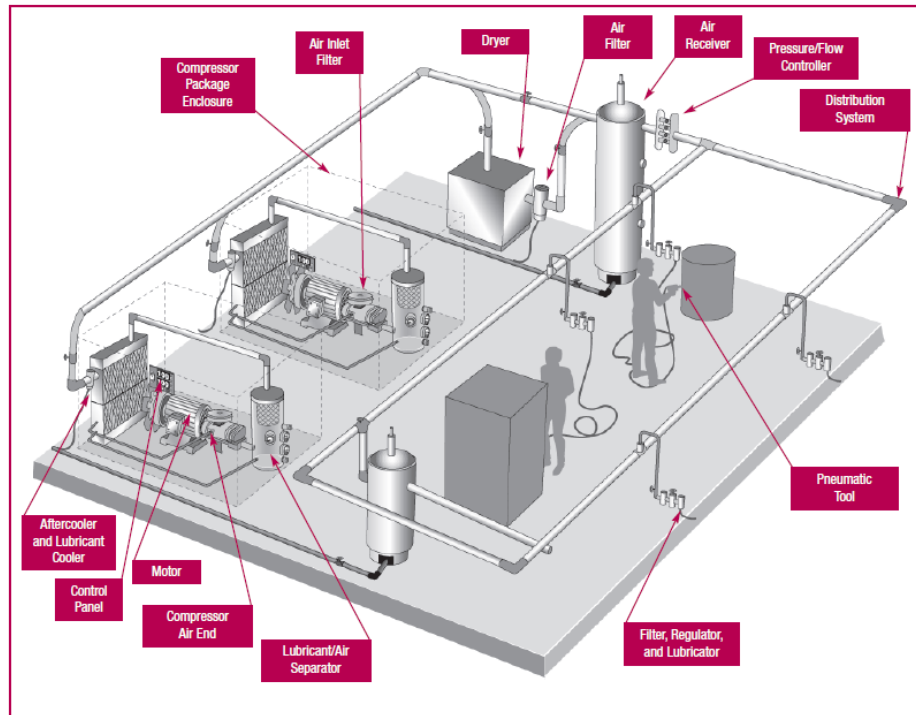 Air Inlet
Filter
Dryer
Air
Filter
Air
Receiver
Pressure/Flow
Controller
Compressor
Package
Enclosure
Distribution
System
Aftercooler
and Lubricant
Cooler
Control
Panel
Motor
Compressor
Air End
Lubricant/Air
Separator
Pneumatic
Tool
Filter, Regulator,
and Lubricator